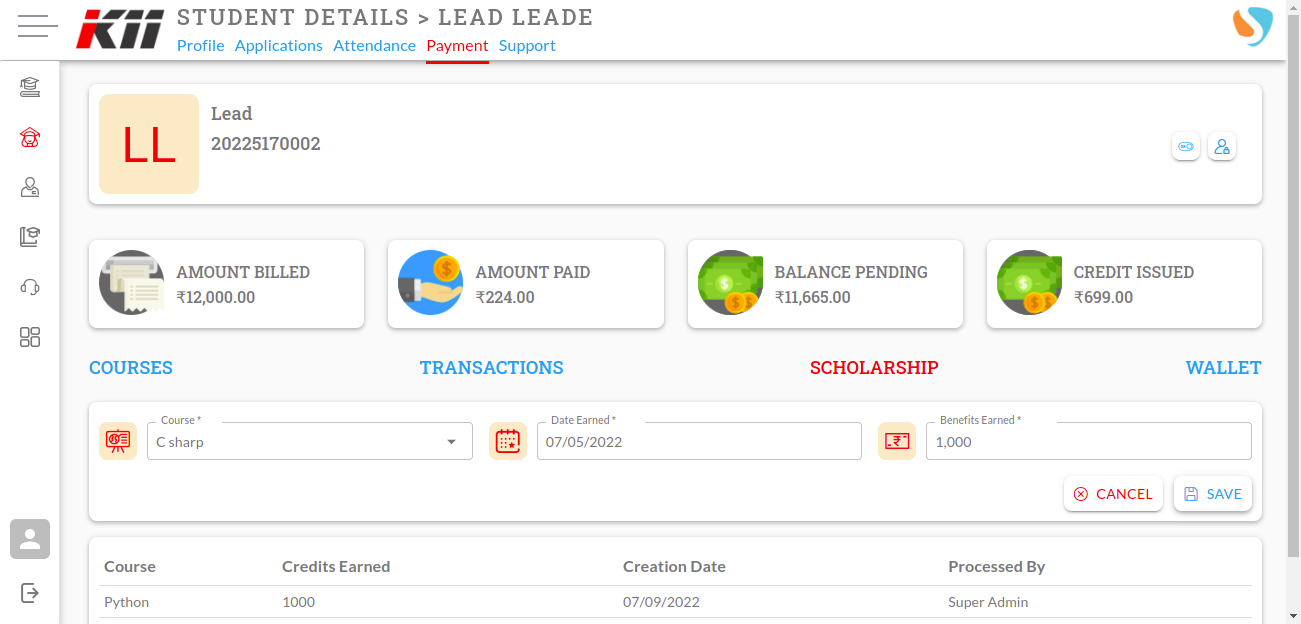 STUDENT DETAILS > LEAD LEADE
KII
Profile Applications Attendance Payment Support
LL
Lead
20225170002
AMOUNT BILLED
₹12,000.00
AMOUNT PAID
₹224.00
BALANCE PENDING
₹11,665.00
CREDIT ISSUED
₹699.00
COURSES TRANSACTIONS SCHOLARSHIP WALLET
Course *
C sharp
Date Earned *
07/05/2022
Benefits Earned *
1,000
CANCEL SAVE
Course Credits Earned Creation Date Processed By
Python 1000 07/09/2022 Super Admin